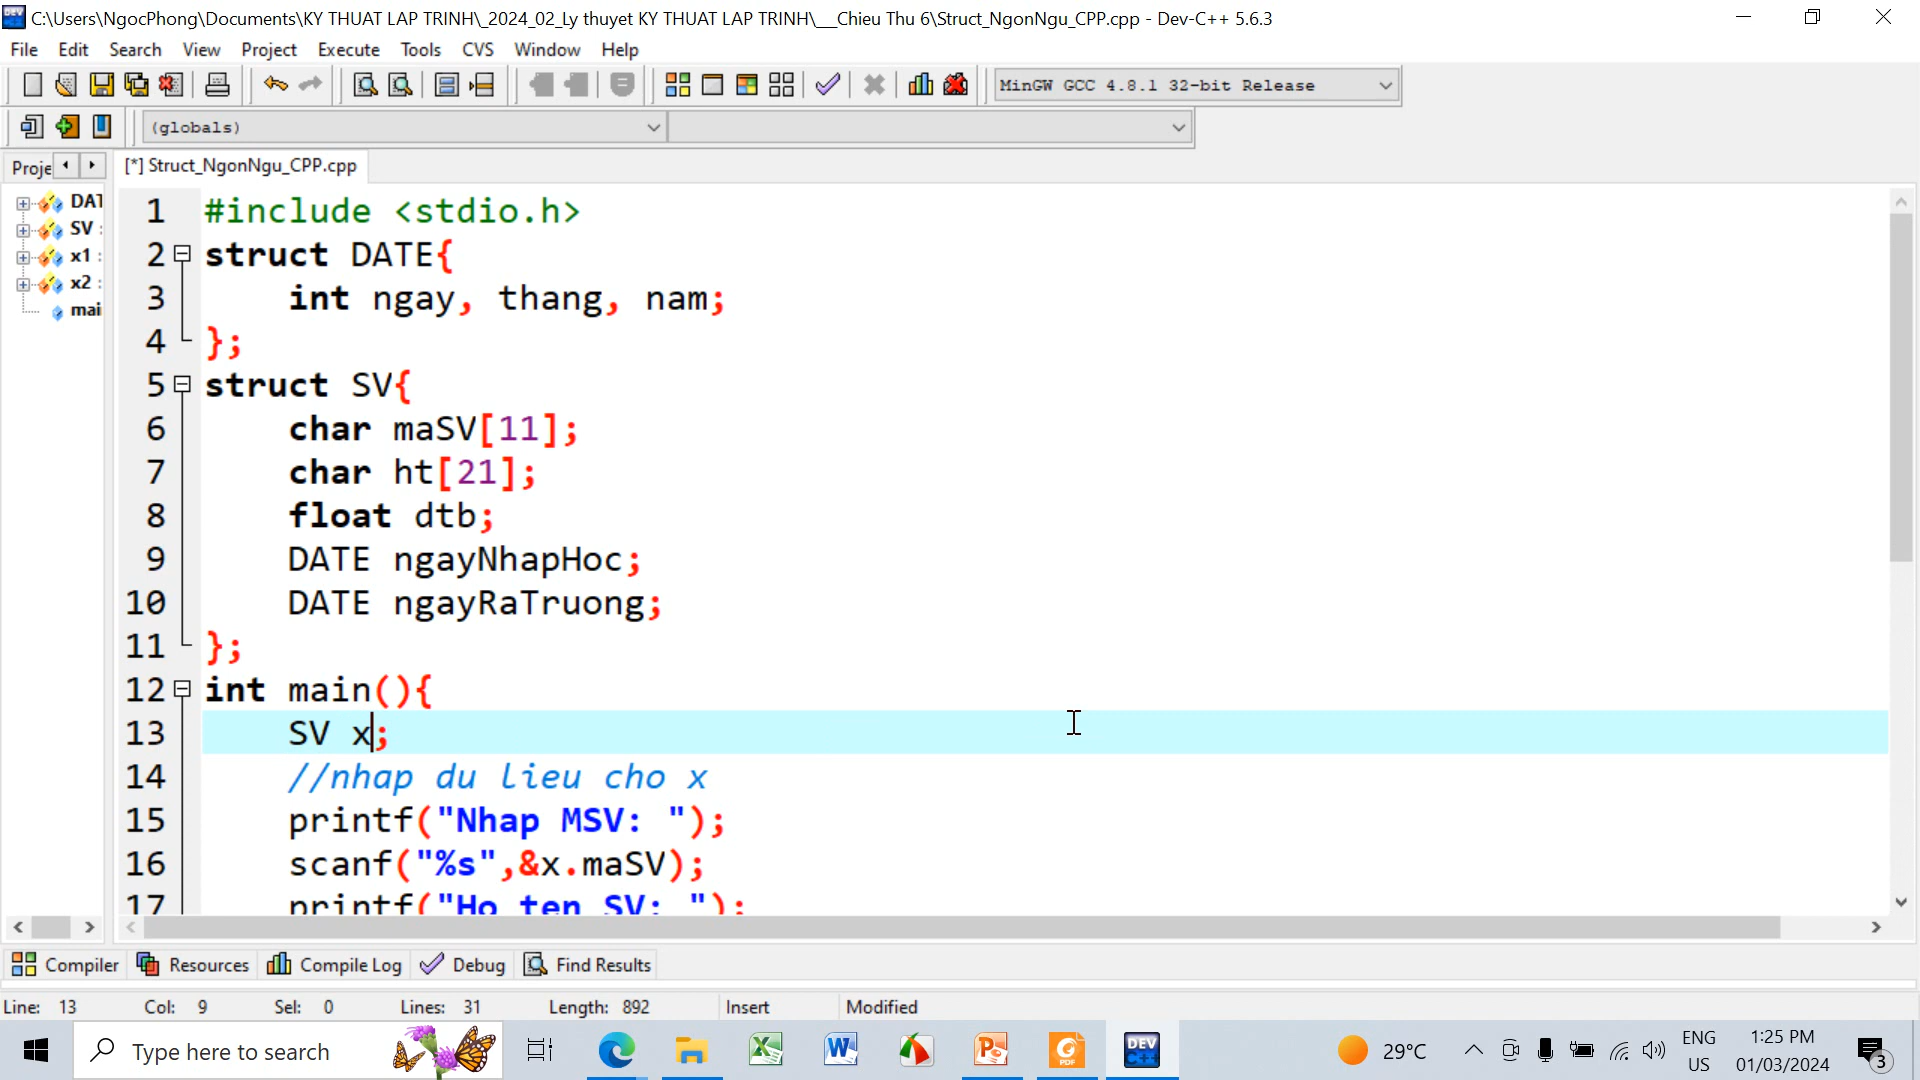 C:\Users\NgocPhong\Documents\KY THUAT LAP TRINH\_2024_02_Ly thuyet KY THUAT LAP TRINH\__Chieu Thu 6\Struct_NgonNgu_CPP.cpp - Dev-C++ 5.6.3
File Edit Search View Project Execute Tools CVS Window Help
MinGW GCC 4.8.1 32-bit Release
(globals)
Proje
[*] Struct_NgonNgu_CPP.cpp
DAT
SV :
x1 :
x2 :
mai
1 #include <stdio.h>
2 struct DATE{
3 int ngay, thang, nam;
4 };
5 struct SV{
6 char maSV[11];
7 char ht[21];
8 float dtb;
9 DATE ngayNhapHoc;
10 DATE ngayRaTruong;
11 };
12 int main(){
13 SV x;
14 //nhap du lieu cho x
15 printf("Nhap MSV: ");
16 scanf("%s",&x.maSV);
17 printf("Ho ten SV: ");
Compiler Resources Compile Log Debug Find Results
Line: 13 Col: 9 Sel: 0 Lines: 31 Length: 892 Insert Modified
Type here to search
DEV
29°C
ENG
US
1:25 PM
01/03/2024
3